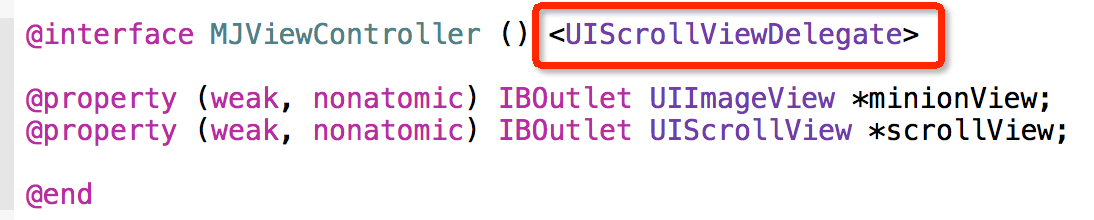 @interface MJViewController () <UIScrollViewDelegate>
@property (weak, nonatomic) IBOutlet UIImageView *minionView;
@property (weak, nonatomic) IBOutlet UIScrollView *scrollView;
@end